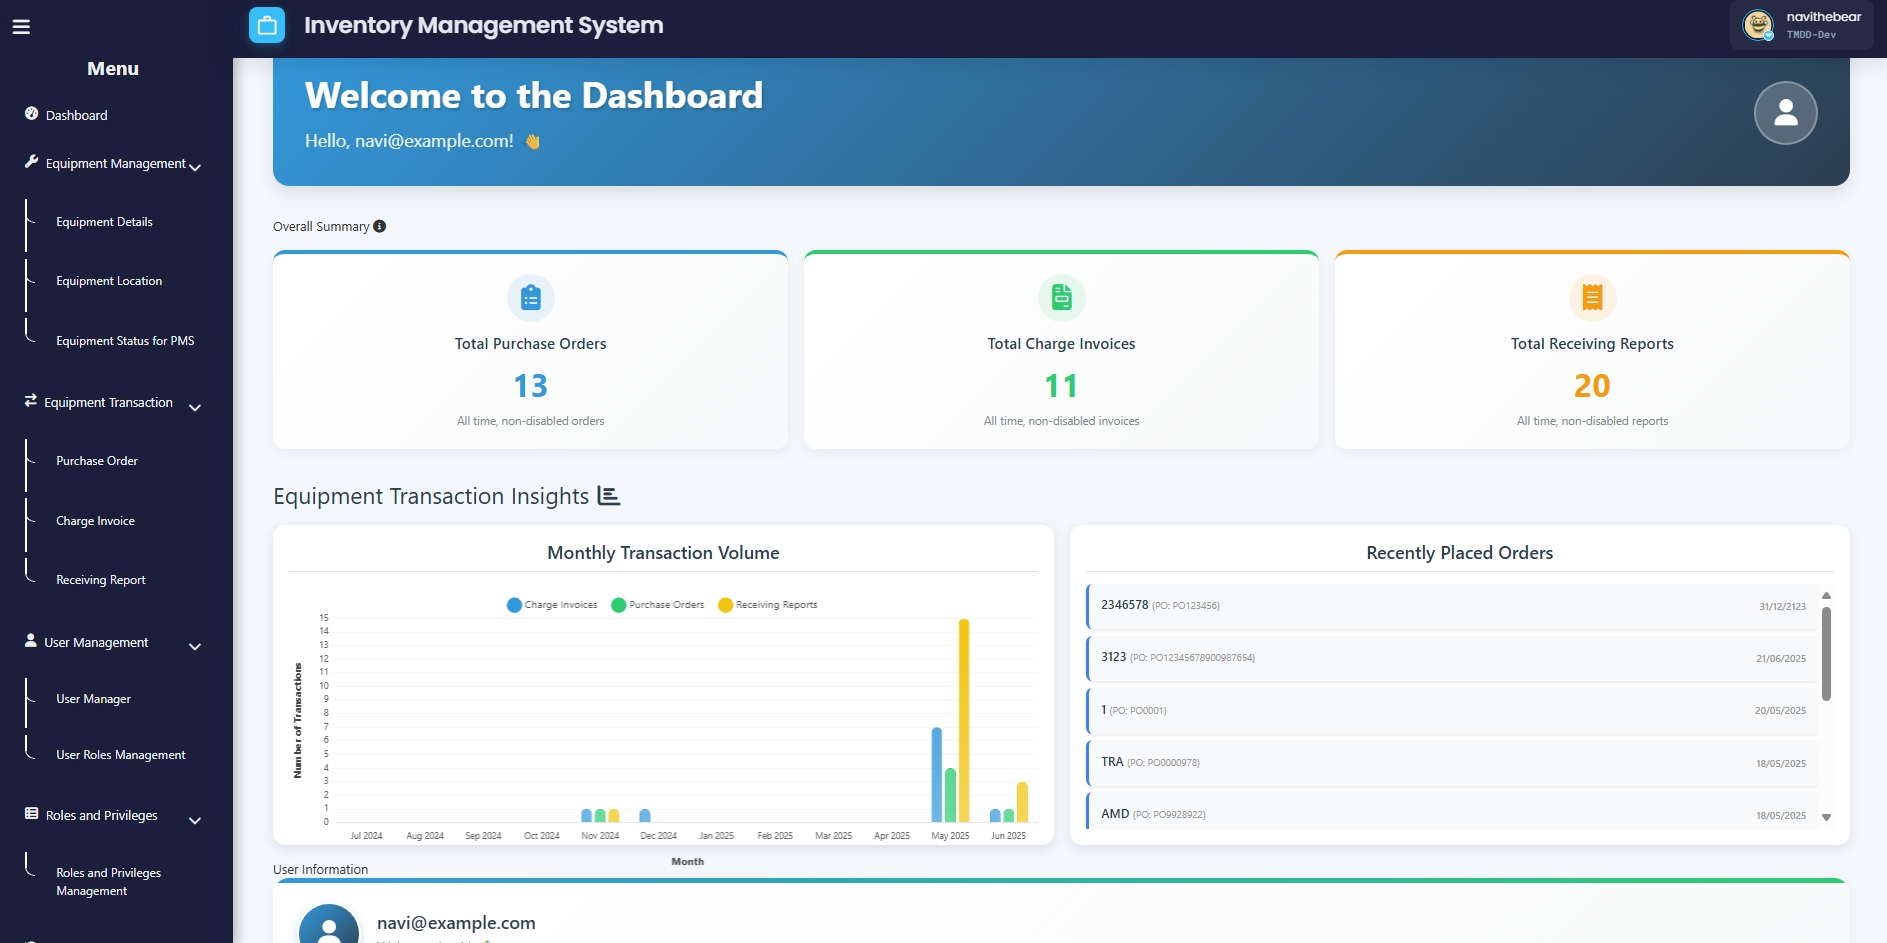 Inventory Management System
navithebear
TMDD-Dev
Menu
Dashboard
Equipment Management
Equipment Details
Equipment Location
Equipment Status for PMS
Equipment Transaction
Purchase Order
Charge Invoice
Receiving Report
User Management
User Manager
User Roles Management
Roles and Privileges
Roles and Privileges
Management
Welcome to the Dashboard
Hello, navi@example.com! 👋
Overall Summary
Total Purchase Orders
13
All time, non-disabled orders
Total Charge Invoices
11
All time, non-disabled invoices
Total Receiving Reports
20
All time, non-disabled reports
Equipment Transaction Insights
Monthly Transaction Volume
Charge Invoices Purchase Orders Receiving Reports
Number of Transactions
15
14
13
12
11
10
9
8
7
6
5
4
3
2
1
0
Jul 2024 Aug 2024 Sep 2024 Oct 2024 Nov 2024 Dec 2024 Jan 2025 Feb 2025 Mar 2025 Apr 2025 May 2025 Jun 2025
Month
Recently Placed Orders
2346578 (PO: PO123456) 31/12/2123
3123 (PO: PO12345678900987654) 21/06/2025
1 (PO: PO0001) 20/05/2025
TRA (PO: PO0000978) 18/05/2025
AMD (PO: PO9928922) 18/05/2025
User Information
navi@example.com